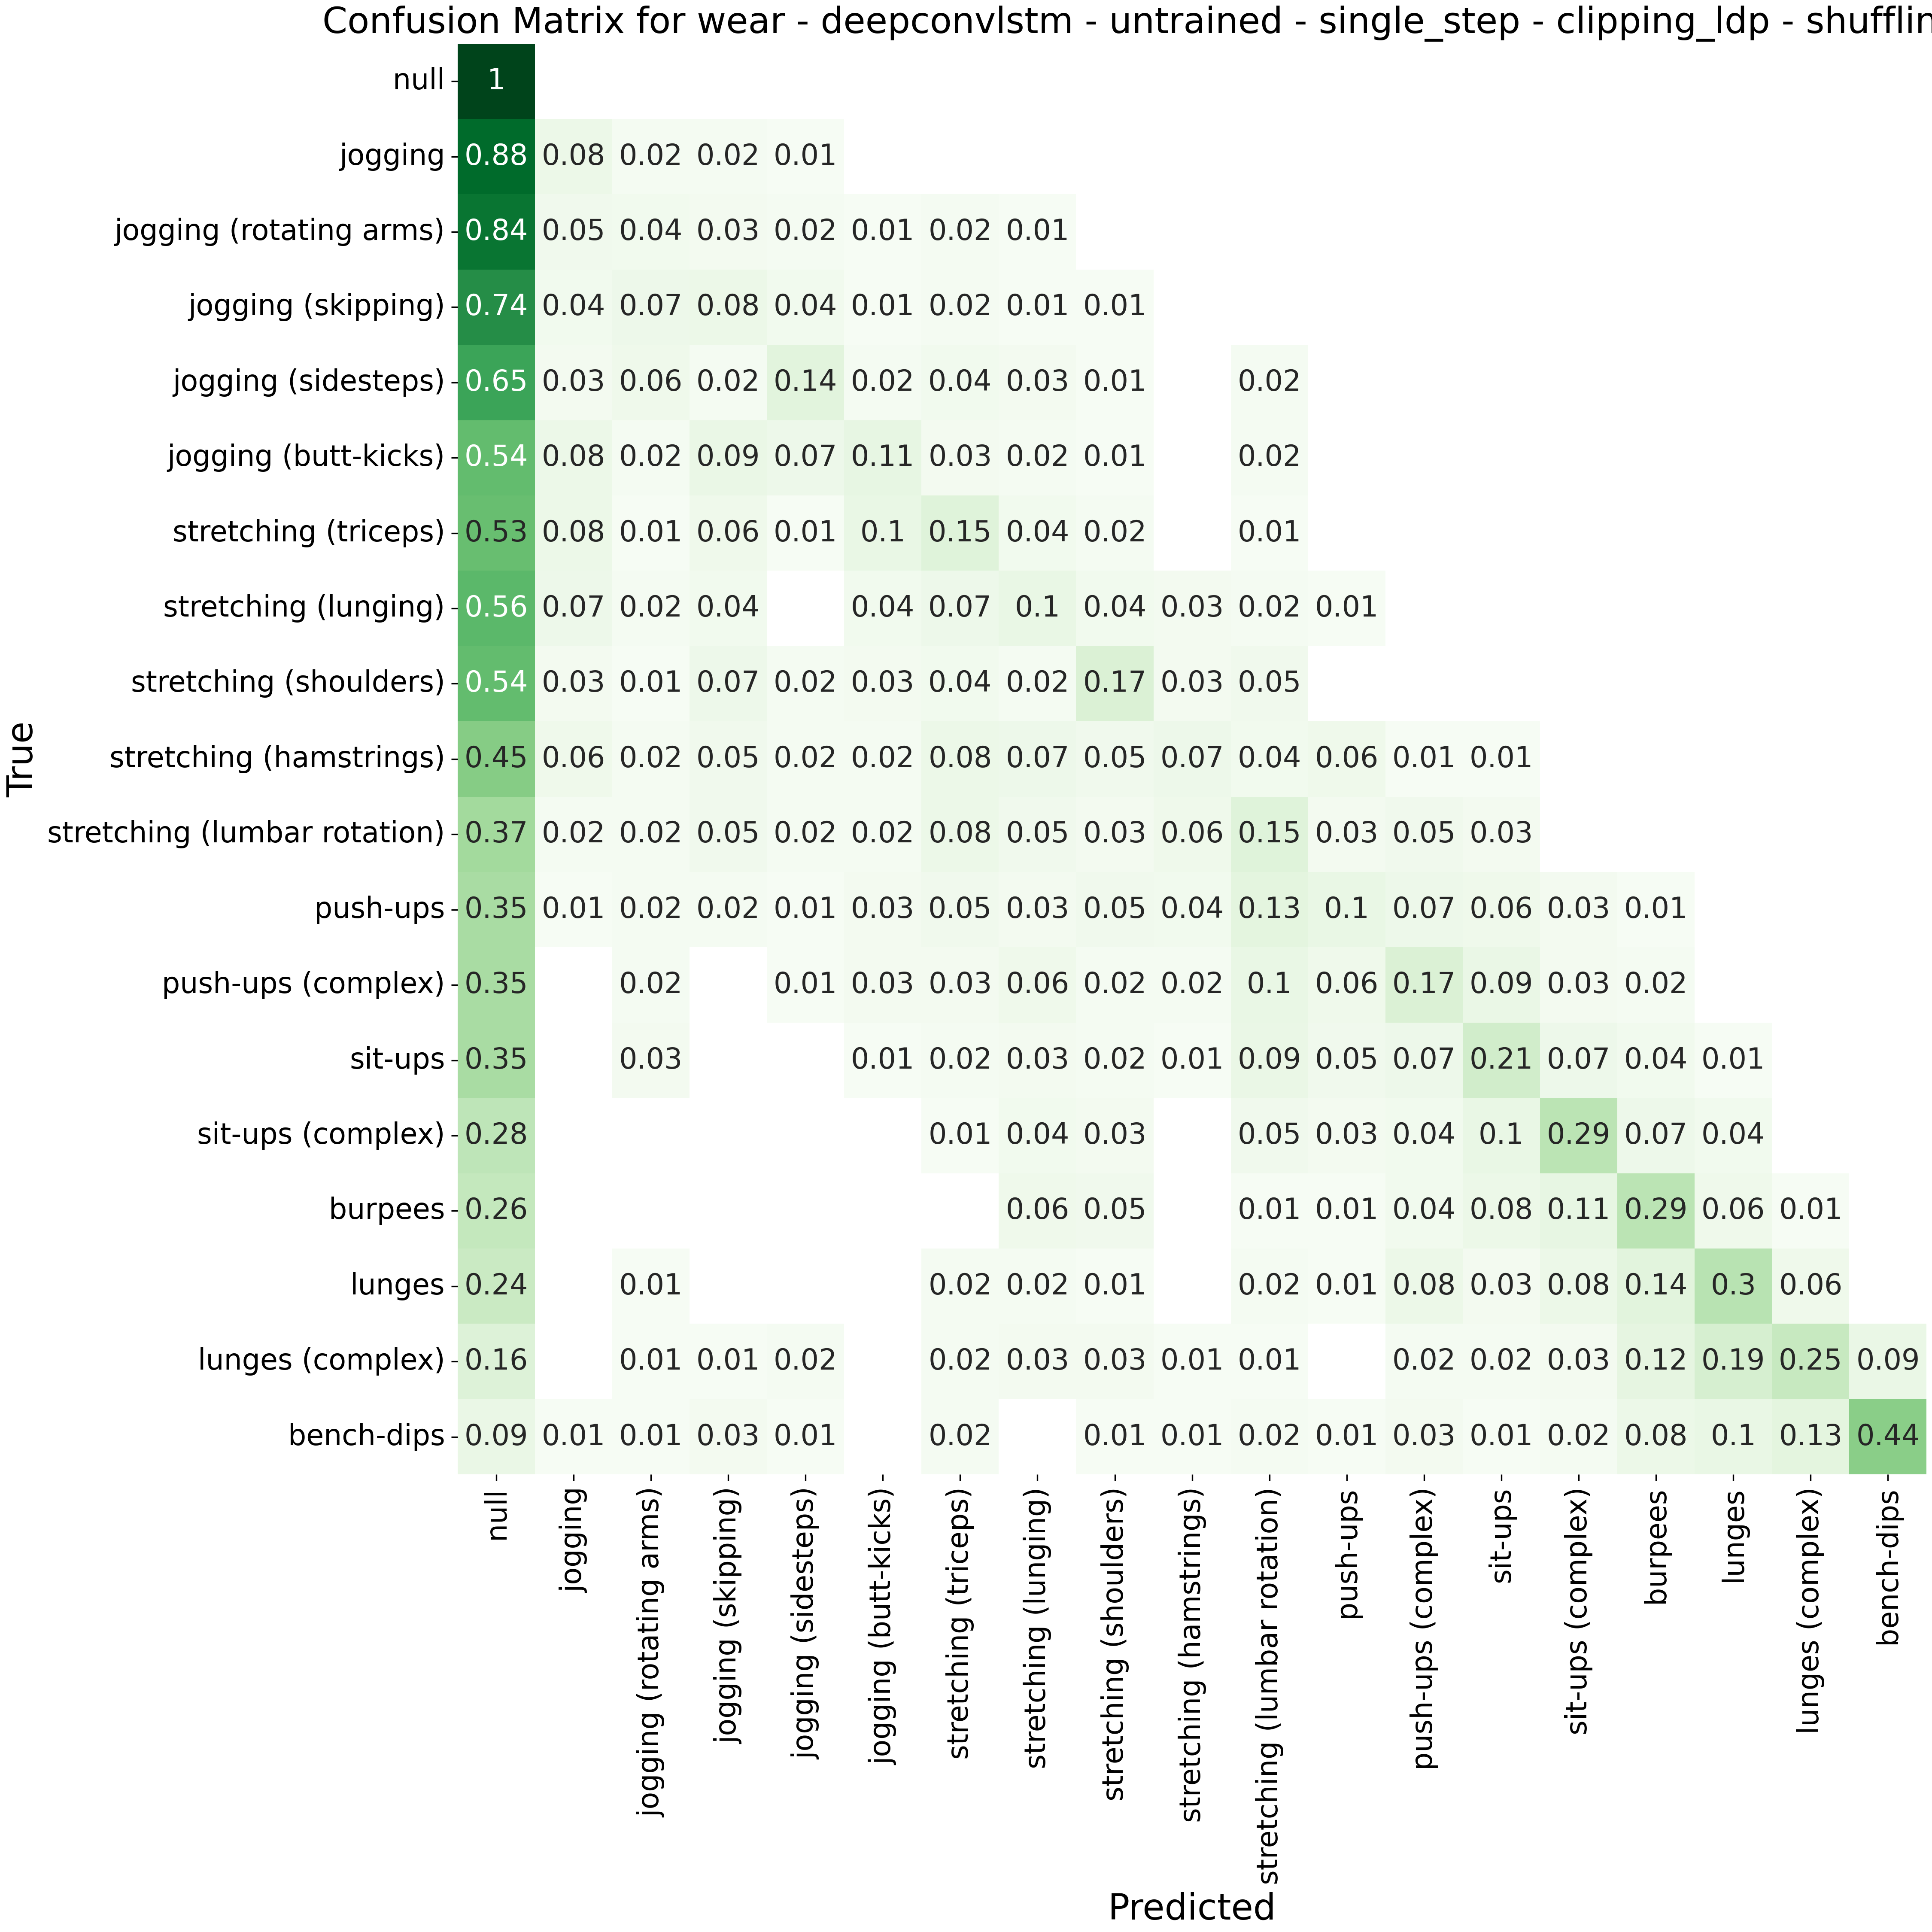 Confusion Matrix for wear - deepconvlstm - untrained - single_step - clipping_ldp -
null 1
jogging 0.88 0.08 0.02 0.02 0.01
jogging (rotating arms) 0.84 0.05 0.04 0.03 0.02 0.01 0.02 0.01
jogging (skipping) 0.74 0.04 0.07 0.08 0.04 0.01 0.02 0.01 0.01
jogging (sidesteps) 0.65 0.03 0.06 0.02 0.14 0.02 0.04 0.03 0.01 0.02
jogging (butt-kicks) 0.54 0.08 0.02 0.09 0.07 0.11 0.03 0.02 0.01 0.02
stretching (triceps) 0.53 0.08 0.01 0.06 0.01 0.1 0.15 0.04 0.02 0.01
stretching (lunging) 0.56 0.07 0.02 0.04 0.04 0.07 0.1 0.04 0.03 0.02 0.01
stretching (shoulders) 0.54 0.03 0.01 0.07 0.02 0.03 0.04 0.02 0.17 0.03 0.05
stretching (hamstrings) 0.45 0.06 0.02 0.05 0.02 0.02 0.08 0.07 0.05 0.07 0.04 0.06 0.01 0.01
stretching (lumbar rotation) 0.37 0.02 0.02 0.05 0.02 0.02 0.08 0.05 0.03 0.06 0.15 0.03 0.05 0.03
push-ups 0.35 0.01 0.02 0.02 0.01 0.03 0.05 0.03 0.05 0.04 0.13 0.1 0.07 0.06 0.03 0.01
push-ups (complex) 0.35 0.02 0.01 0.03 0.03 0.06 0.02 0.02 0.1 0.06 0.17 0.09 0.03 0.02
sit-ups 0.35 0.03 0.01 0.02 0.03 0.02 0.01 0.09 0.05 0.07 0.21 0.07 0.04 0.01
sit-ups (complex) 0.28 0.01 0.04 0.03 0.05 0.03 0.04 0.1 0.29 0.07 0.04
burpees 0.26 0.06 0.05 0.01 0.01 0.04 0.08 0.11 0.29 0.06 0.01
lunges 0.24 0.01 0.02 0.02 0.01 0.02 0.01 0.08 0.03 0.08 0.14 0.3 0.06
lunges (complex) 0.16 0.01 0.01 0.02 0.02 0.03 0.03 0.01 0.01 0.02 0.02 0.03 0.12 0.19 0.25 0.09
bench-dips 0.09 0.01 0.01 0.03 0.01 0.02 0.01 0.01 0.02 0.01 0.03 0.01 0.02 0.08 0.1 0.13 0.44
True
null
jogging
jogging (rotating arms)
jogging (skipping)
jogging (sidesteps)
jogging (butt-kicks)
stretching (triceps)
stretching (lunging)
stretching (shoulders)
stretching (hamstrings)
stretching (lumbar rotation)
push-ups
push-ups (complex)
sit-ups
sit-ups (complex)
burpees
lunges
lunges (complex)
bench-dips
Predicted